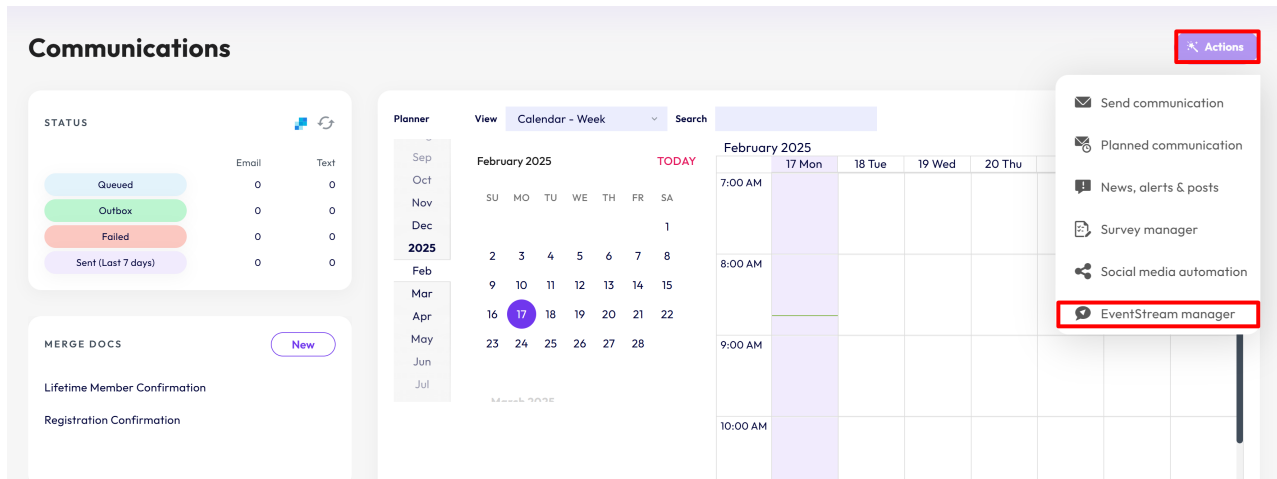 Communications
Actions
STATUS
Email Text
Queued 0 0
Outbox 0 0
Failed 0 0
Sent (Last 7 days) 0 0
MERGE DOCS New
Lifetime Member Confirmation
Registration Confirmation
Planner View Calendar - Week Search
Sep
Oct
Nov
Dec
2025
Feb
Mar
Apr
May
Jun
Jul
February 2025 TODAY
SU MO TU WE TH FR SA
1
2 3 4 5 6 7 8
9 10 11 12 13 14 15
16 17 18 19 20 21 22
23 24 25 26 27 28
March 2025
February 2025
17 Mon 18 Tue 19 Wed 20 Thu
7:00 AM
8:00 AM
9:00 AM
10:00 AM
Send communication
Planned communication
News, alerts & posts
Survey manager
Social media automation
EventStream manager